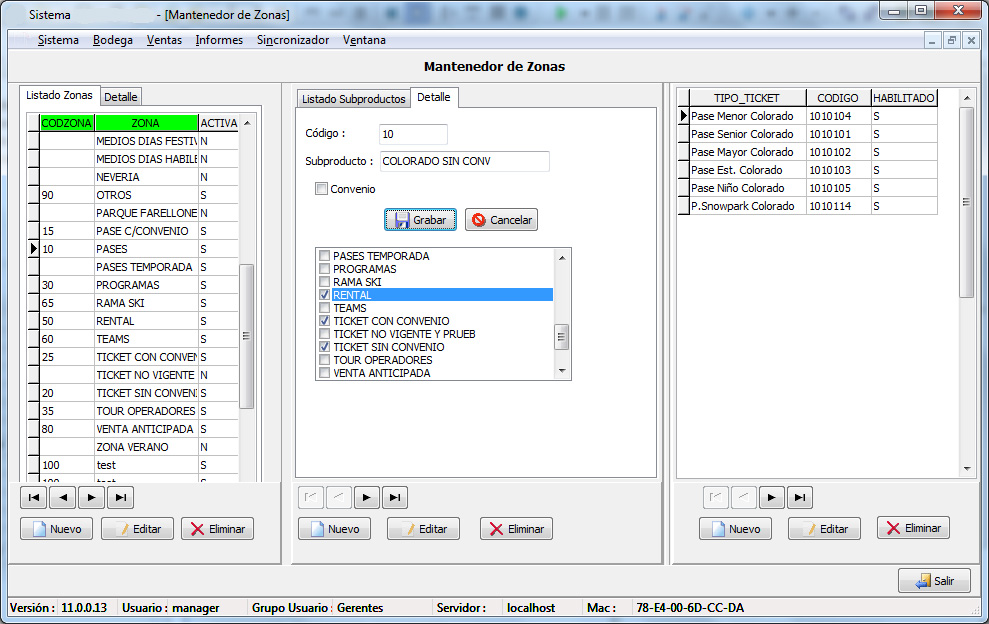 Sistema - [Mantenedor de Zonas]
Sistema Bodega Ventas Informes Sincronizador Ventana
Mantenedor de Zonas
Listado Zonas Detalle
CODZONA ZONA ACTIVA
MEDIOS DIAS FESTIV N
MEDIOS DIAS HABILE N
NEVERIA N
90 OTROS S
PARQUE FARELLONE N
15 PASE C/CONVENIO S
10 PASES S
PASES TEMPORADA S
30 PROGRAMAS S
65 RAMA SKI S
50 RENTAL S
60 TEAMS S
25 TICKET CON CONVEN S
TICKET NO VIGENTE N
20 TICKET SIN CONVENI S
35 TOUR OPERADORES S
80 VENTA ANTICIPADA S
ZONA VERANO N
100 test S
100 test S
Nuevo Editar Eliminar
Listado Subproductos Detalle
Código : 10
Subproducto : COLORADO SIN CONV
Convenio
Grabar Cancelar
PASES TEMPORADA
PROGRAMAS
RAMA SKI
RENTAL
TEAMS
TICKET CON CONVENIO
TICKET NO VIGENTE Y PRUEB
TICKET SIN CONVENIO
TOUR OPERADORES
VENTA ANTICIPADA
Nuevo Editar Eliminar
TIPO_TICKET CODIGO HABILITADO
Pase Menor Colorado 1010104 S
Pase Senior Colorado 1010101 S
Pase Mayor Colorado 1010102 S
Pase Est. Colorado 1010103 S
Pase Niño Colorado 1010105 S
P.Snowpark Colorado 1010114 S
Nuevo Editar Eliminar
Salir
Versión : 11.0.0.13 Usuario : manager Grupo Usuario : Gerentes Servidor : localhost Mac : 78-E4-00-6D-CC-DA